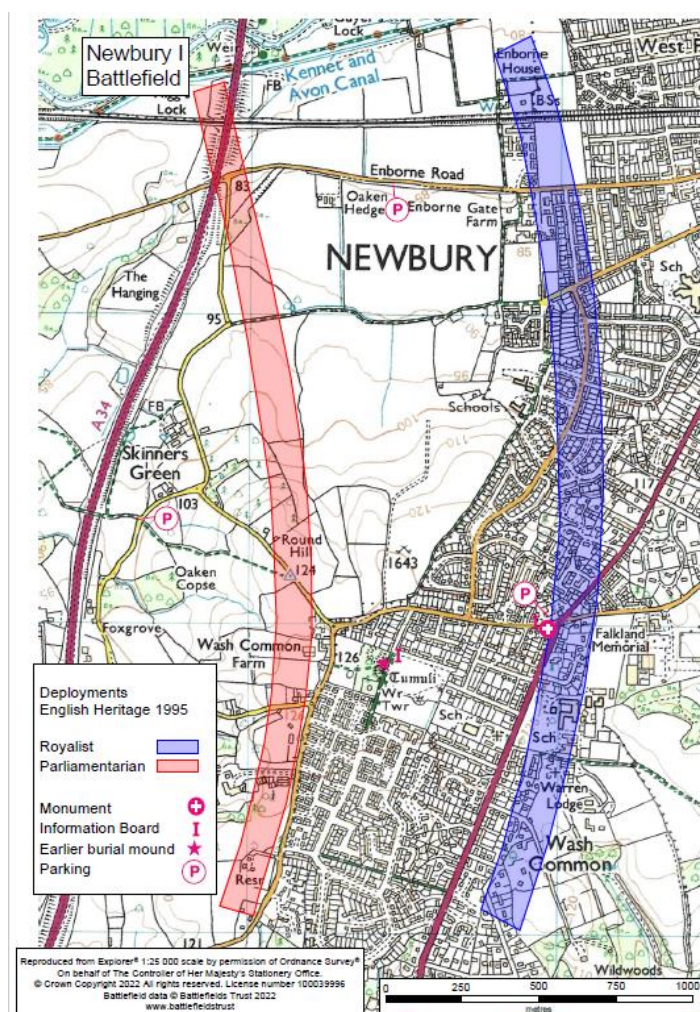 Newbury I
Battlefield
Lock
Weir
FB
Kennet and
Avon Canal
Lock
Enborne
House
BSs
Enborne Road
83
Oaken
Hedge
P
Enborne Gate
Farm
85
NEWBURY
Sch
The
Hanging
95
90
95
100
110
A 34
FB
Schools
Skinners
Green
120
117
103
P
Round
Hill
124
1643
Oaken
Copse
P
Foxgrove
Wash Common
Farm
126
I
Tumuli
Wr
Twr
Falkland
Memorial
Sch
Sch
Warren
Lodge
Wash
Common
Resr
121
Wildwoods
Deployments
English Heritage 1995
Royalist
Parliamentarian
Monument
Information Board I
Earlier burial mound
Parking P
Reproduced from Explorer® 1:25 000 scale by permission of Ordnance Survey®
On behalf of The Controller of Her Majesty's Stationery Office.
© Crown Copyright 2022 All rights reserved. License number 100039996
Battlefield data © Battlefields Trust 2022
www.battlefieldstrust
0 250 500 750 1000
metres